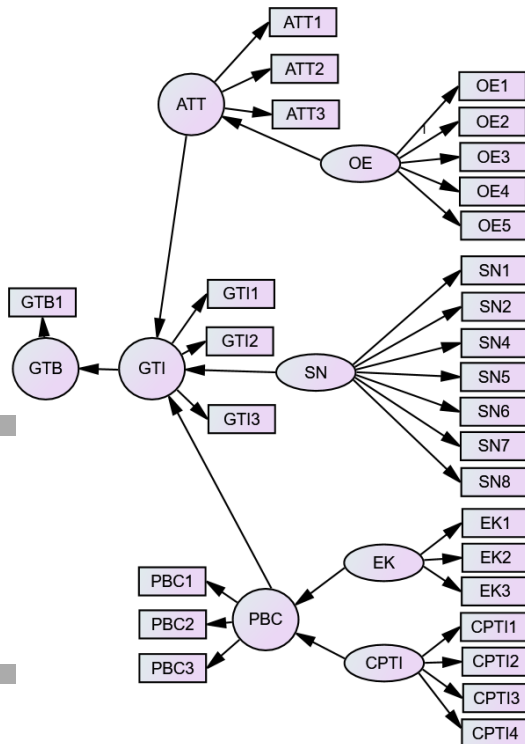 ATT1
ATT2
ATT3
ATT
OE
OE1
OE2
OE3
OE4
OE5
GTB1
GTB
GTI
GTI1
GTI2
GTI3
SN
SN1
SN2
SN4
SN5
SN6
SN7
SN8
PBC1
PBC2
PBC3
PBC
EK
EK1
EK2
EK3
CPTI
CPTI1
CPTI2
CPTI3
CPTI4